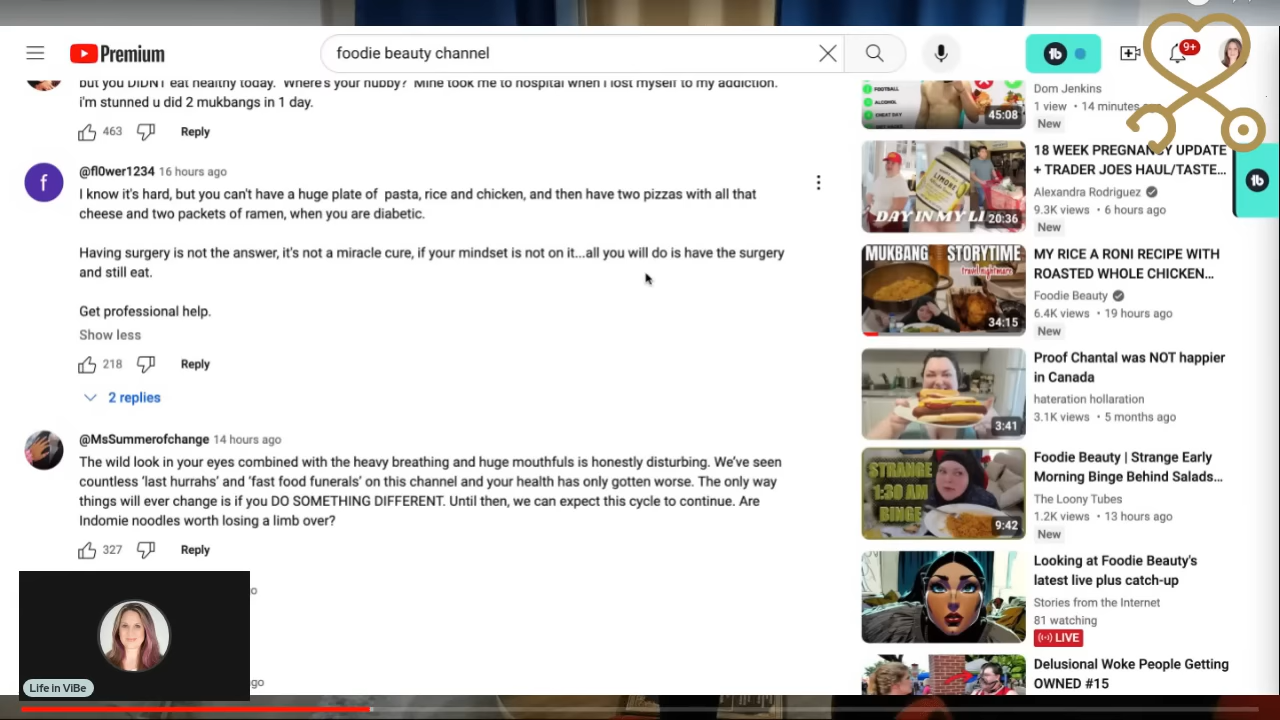 Premium
foodie beauty channel
9+
but you DIDNT eat healthy today. Where's your hubby? Mine took me to hospital when I lost myself to my addiction.
i'm stunned u did 2 mukbangs in 1 day.
463
Reply
@fl0wer1234 16 hours ago
f
I know it's hard, but you can't have a huge plate of pasta, rice and chicken, and then have two pizzas with all that
cheese and two packets of ramen, when you are diabetic.
Having surgery is not the answer, it's not a miracle cure, if your mindset is not on it...all you will do is have the surgery
and still eat.
Get professional help.
Show less
218
Reply
2 replies
@MsSummerofchange 14 hours ago
The wild look in your eyes combined with the heavy breathing and huge mouthfuls is honestly disturbing. We've seen
countless 'last hurrahs' and 'fast food funerals' on this channel and your health has only gotten worse. The only way
things will ever change is if you DO SOMETHING DIFFERENT. Until then, we can expect this cycle to continue. Are
Indomie noodles worth losing a limb over?
327
Reply
go
Life in ViBe
FOOTBALL
ALCOHOL
CHEAT DAY
45:08
Dom Jenkins
1 view • 14 minutes
New
DAY IN MY LI
20:36
18 WEEK PREGNANCY UPDATE
+ TRADER JOES HAUL/TASTE...
Alexandra Rodriguez
9.3K views • 6 hours ago
New
MUKBANG STORYTIME
travel nightmare
34:15
MY RICE A RONI RECIPE WITH
ROASTED WHOLE CHICKEN...
Foodie Beauty
6.4K views • 19 hours ago
New
3:41
Proof Chantal was NOT happier
in Canada
hateration hollaration
3.1K views • 5 months ago
STRANGE
1:30 AM
BINGE
9:42
Foodie Beauty | Strange Early
Morning Binge Behind Salads...
The Loony Tubes
1.2K views • 13 hours ago
New
Looking at Foodie Beauty's
latest live plus catch-up
Stories from the Internet
81 watching
LIVE
Delusional Woke People Getting
OWNED #15